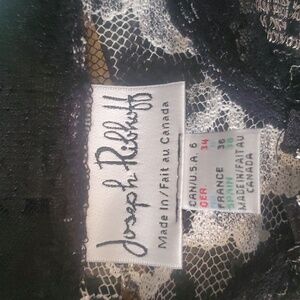 Joseph Ribkoff
Made in/Fait au Canada
CAN/U.S.A. 6
GER. 34
FRANCE 36
SPAIN 38
MADE IN/FAIT AU
CANADA